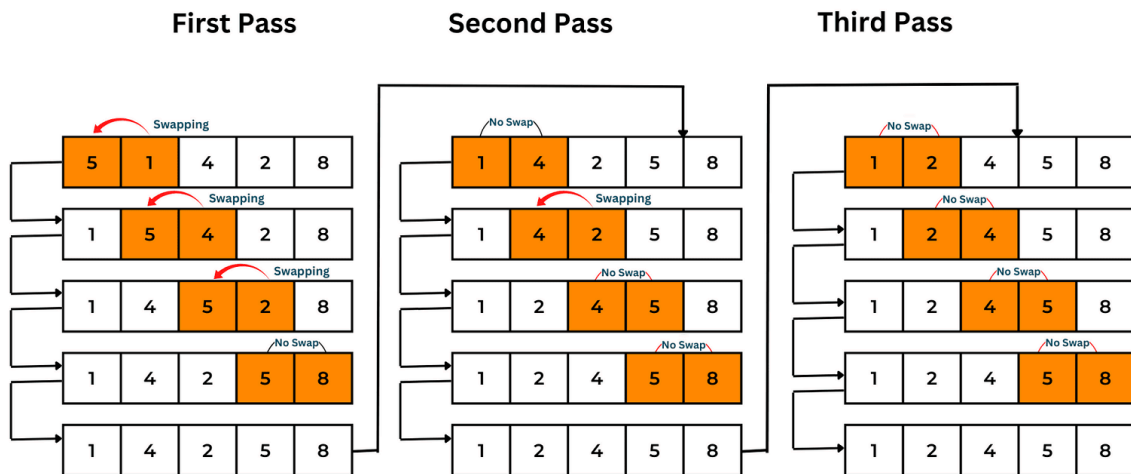 First Pass
Swapping
5 1 4 2 8
Swapping
1 5 4 2 8
Swapping
1 4 5 2 8
No Swap
1 4 2 5 8
1 4 2 5 8
Second Pass
No Swap
1 4 2 5 8
Swapping
1 4 2 5 8
No Swap
1 2 4 5 8
No Swap
1 2 4 5 8
1 2 4 5 8
Third Pass
No Swap
1 2 4 5 8
No Swap
1 2 4 5 8
No Swap
1 2 4 5 8
No Swap
1 2 4 5 8
1 2 4 5 8